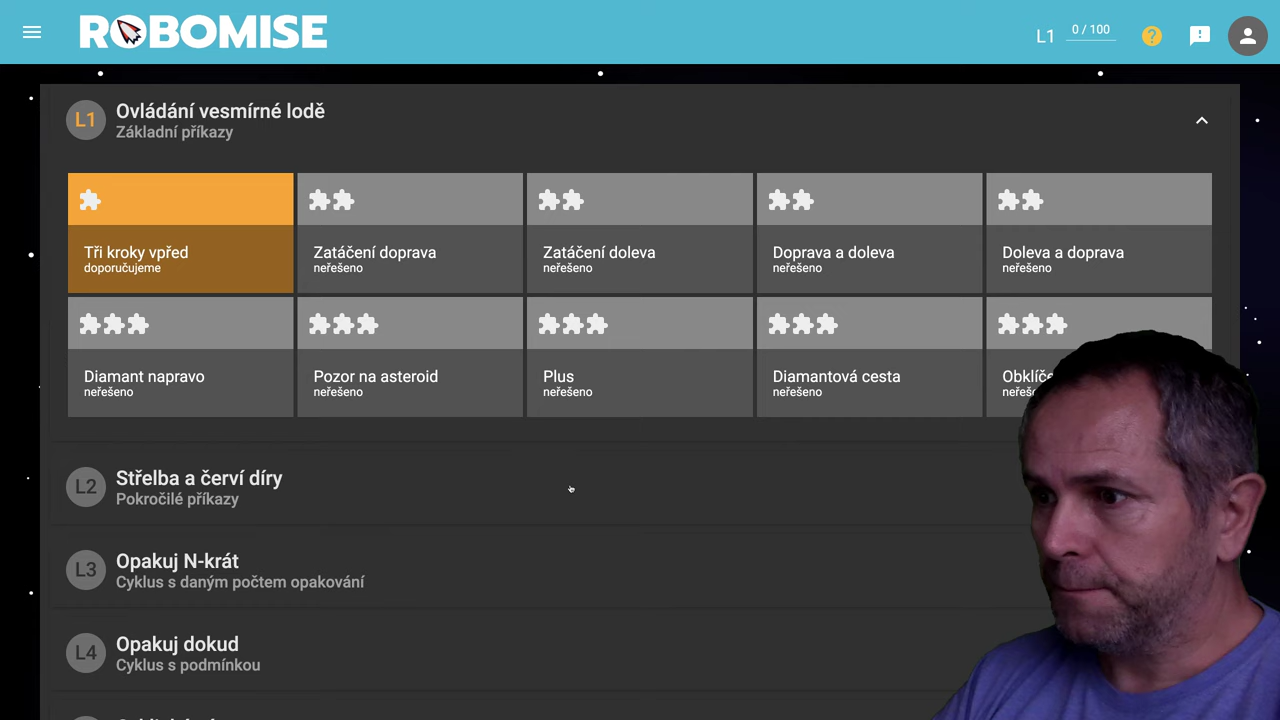 ROBOMISE
L1 0 / 100
?
L1 Ovládání vesmírné lodě
Základní příkazy
Tři kroky vpřed
doporučujeme
Zatáčení doprava
neřešeno
Zatáčení doleva
neřešeno
Doprava a doleva
neřešeno
Doleva a doprava
neřešeno
Diamant napravo
neřešeno
Pozor na asteroid
neřešeno
Plus
neřešeno
Diamantová cesta
neřešeno
L2 Střelba a červí díry
Pokročilé příkazy
L3 Opakuj N-krát
Cyklus s daným počtem opakování
L4 Opakuj dokud
Cyklus s podmínkou